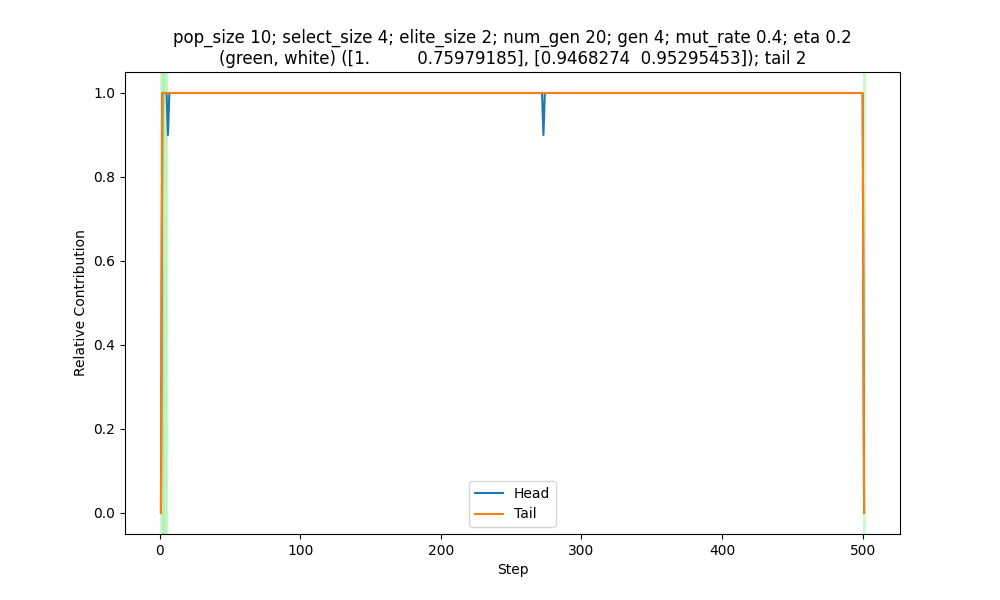 pop_size 10; select_size 4; elite_size 2; num_gen 20; gen 4; mut_rate 0.4; eta 0.2
(green, white) ([1.         0.75979185], [0.9468274  0.95295453]); tail 2
1.0
0.8
0.6
0.4
0.2
0.0
Relative Contribution
Head
Tail
0
100
200
300
400
500
Step